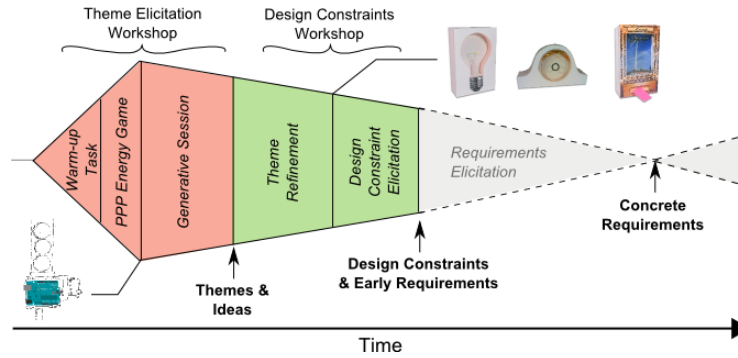 Theme Elicitation
Workshop
Design Constraints
Workshop
Warm-up
Task
PPP Energy Game
Generative Session
Theme
Refinement
Design
Constraint
Elicitation
Requirements
Elicitation
Themes &
Ideas
Design Constraints
& Early Requirements
Concrete
Requirements
Time